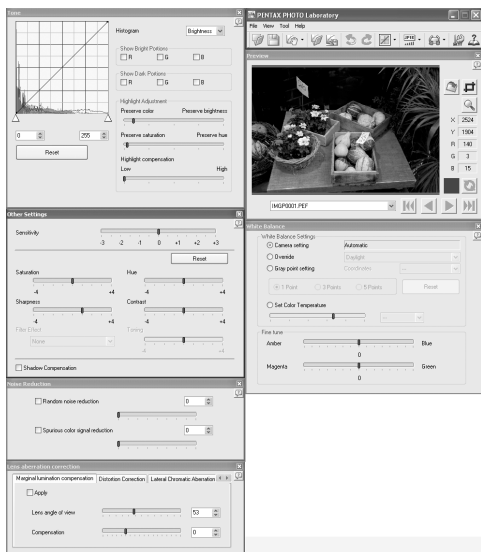 Tone
Histogram
Brightness
Show Bright Portions
R G B
Show Dark Portions
R G B
Highlight Adjustment
Preserve color Preserve brightness
Preserve saturation Preserve hue
Highlight compensation
Low High
0 255
Reset
Other Settings
Sensitivity
-3 -2 -1 0 +1 +2 +3
Reset
Saturation Hue
-4 +4 -4 +4
Sharpness Contrast
-4 +4 -4 +4
Filter Effect Toning
None
-4 +4
Shadow Compensation
Noise Reduction
Random noise reduction 0
Spurious color signal reduction 0
Lens aberration correction
Marginal lumination compensation Distortion Correction Lateral Chromatic Aberration
Apply
Lens angle of view 53
Compensation 0
PENTAX PHOTO Laboratory
File View Tool Help
Preview
X 2524
Y 1904
R 140
G 3
B 15
IMGP0001.PEF
White Balance
White Balance Settings
Camera setting Automatic
Override Daylight
Gray point setting Coordinates --
1 Point 3 Points 5 Points Reset
Set Color Temperature
--
Fine tune
Amber Blue
0
Magenta Green
0